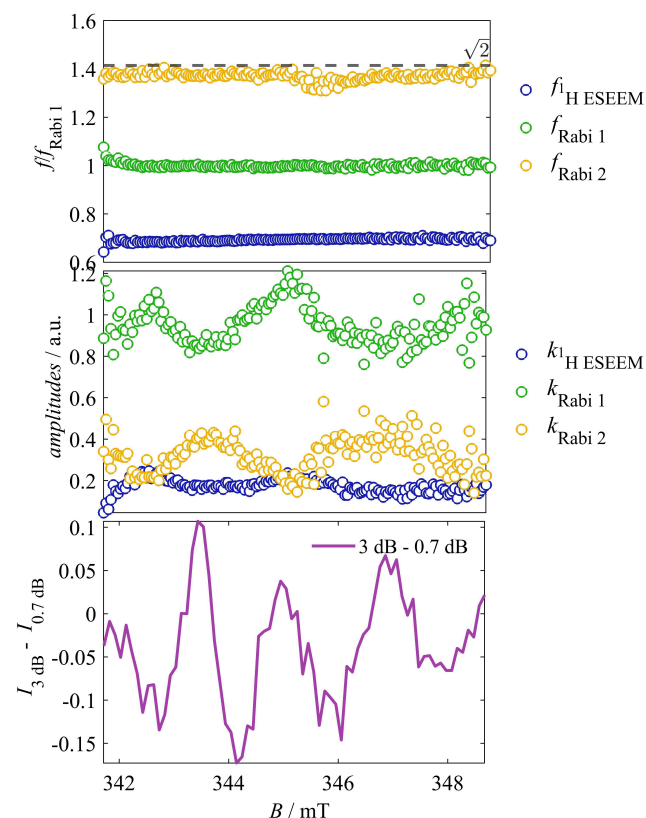 1.6
√2
1.4
1.2
1
0.8
0.6
f/f Rabi 1
f1H ESEEM
fRabi 1
fRabi 2
1.2
1
0.8
0.6
0.4
0.2
amplitudes / a.u.
k1H ESEEM
kRabi 1
kRabi 2
0.1
0.05
0
-0.05
-0.1
-0.15
I3 dB - I0.7 dB
3 dB - 0.7 dB
342 344 346 348
B / mT